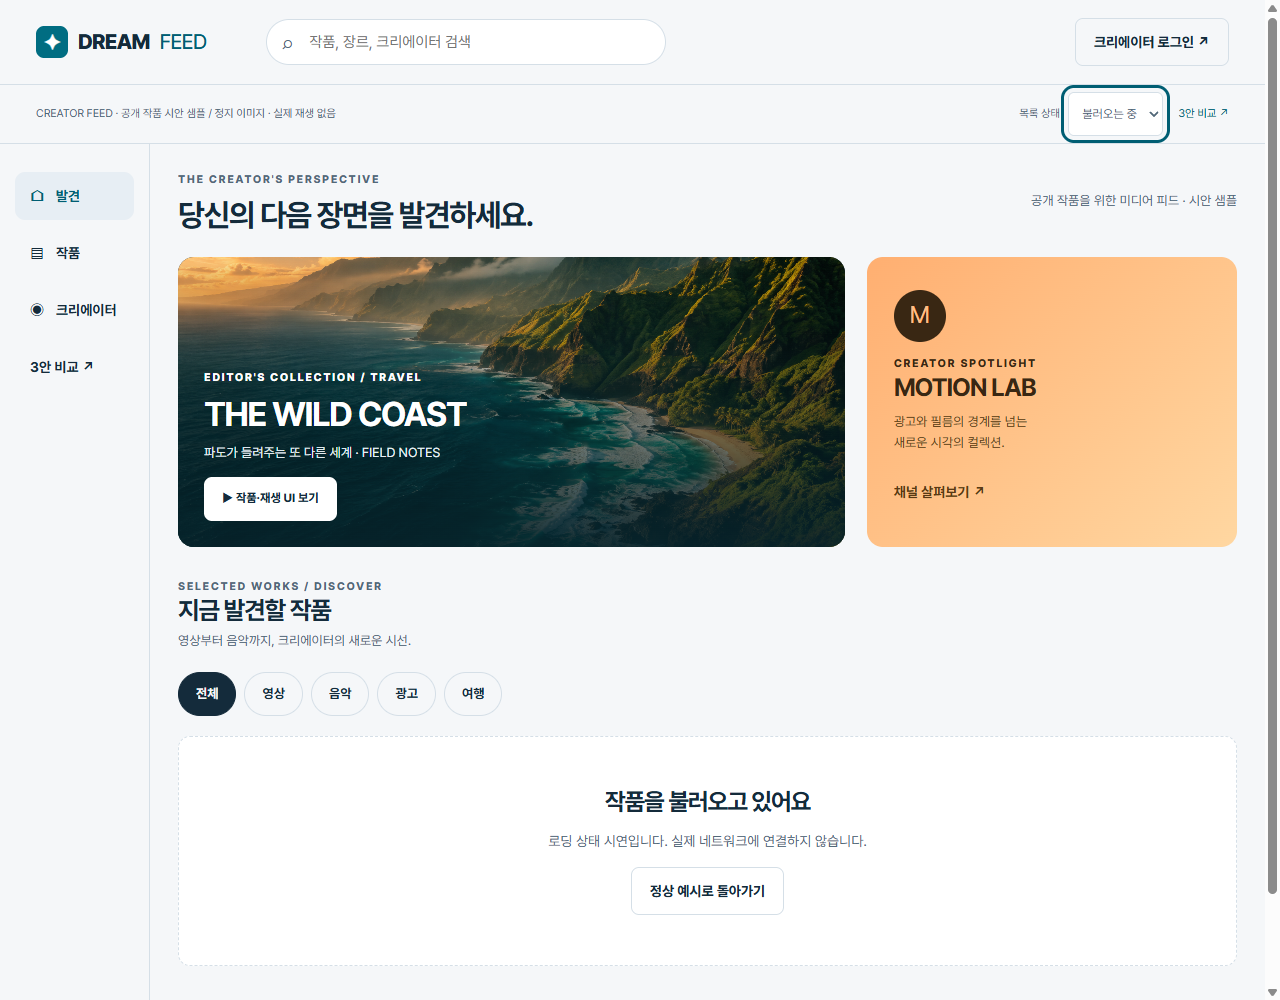 DREAM FEED
작품, 장르, 크리에이터 검색
크리에이터 로그인 ↗
CREATOR FEED · 공개 작품 시안 샘플 / 정지 이미지 · 실제 재생 없음
목록 상태
불러오는 중
3안 비교 ↗
발견
작품
크리에이터
3안 비교 ↗
THE CREATOR'S PERSPECTIVE
당신의 다음 장면을 발견하세요.
공개 작품을 위한 미디어 피드 · 시안 샘플
EDITOR'S COLLECTION / TRAVEL
THE WILD COAST
파도가 들려주는 또 다른 세계 · FIELD NOTES
▶ 작품·재생 UI 보기
M
CREATOR SPOTLIGHT
MOTION LAB
광고와 필름의 경계를 넘는
새로운 시각의 컬렉션.
채널 살펴보기 ↗
SELECTED WORKS / DISCOVER
지금 발견할 작품
영상부터 음악까지, 크리에이터의 새로운 시선.
전체
영상
음악
광고
여행
작품을 불러오고 있어요
로딩 상태 시연입니다. 실제 네트워크에 연결하지 않습니다.
정상 예시로 돌아가기